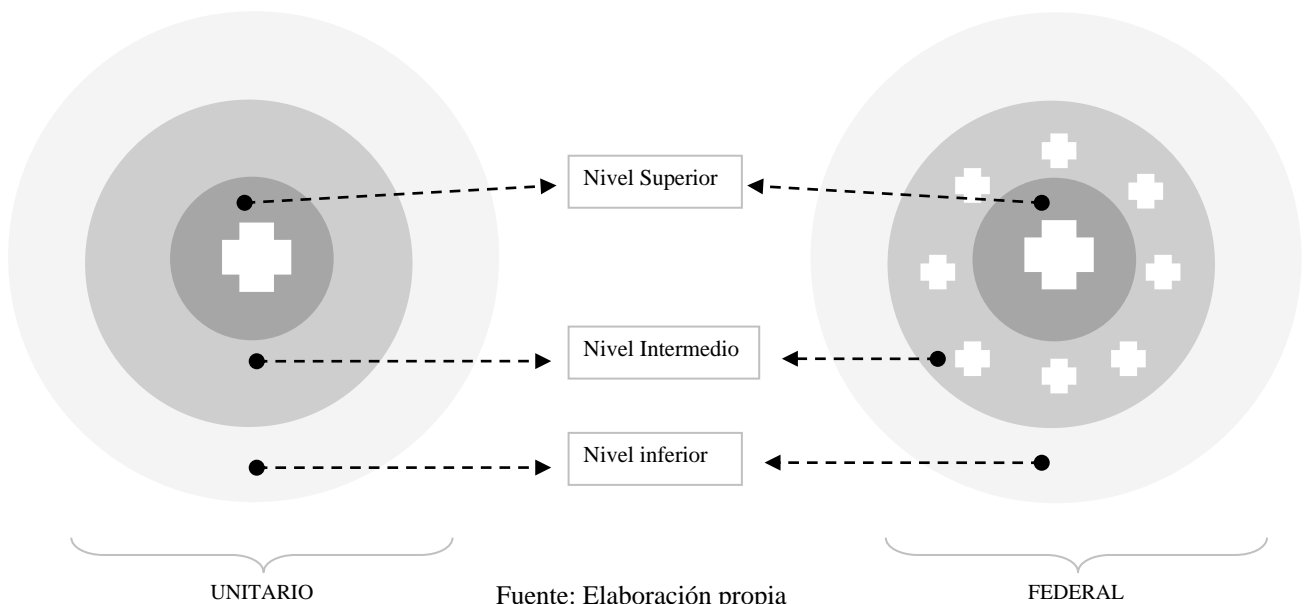 Nivel Superior
Nivel Intermedio
Nivel inferior
UNITARIO
Fuente: Elaboración propia
FEDERAL